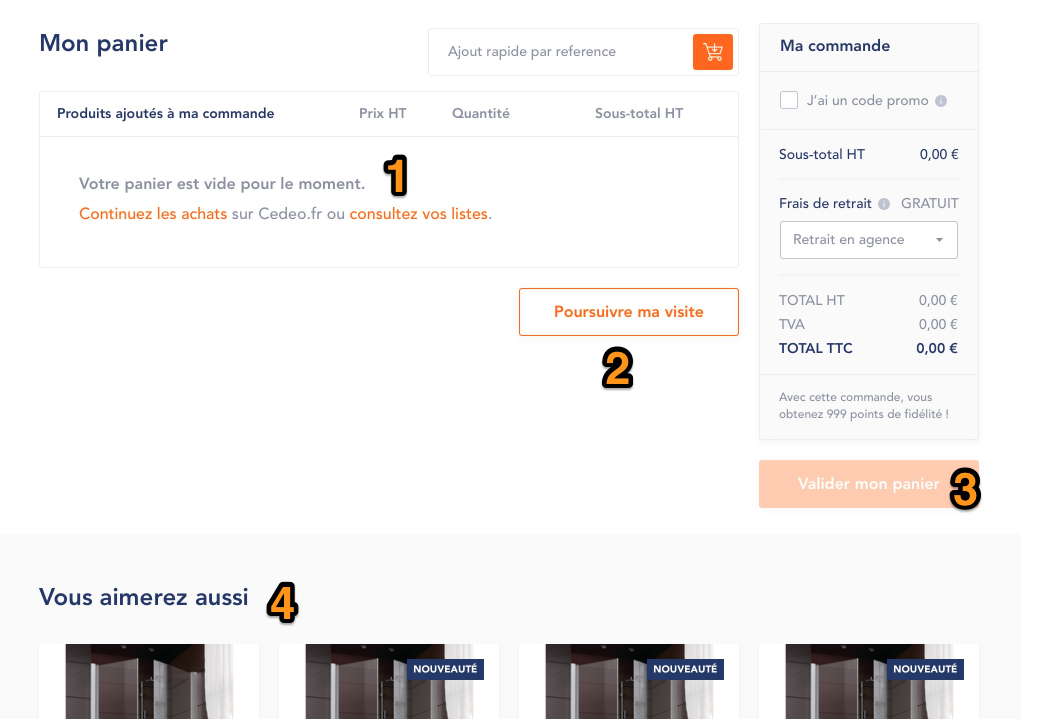 Mon panier
Ajout rapide par reference
Produits ajoutés à ma commande Prix HT Quantité Sous-total HT
Votre panier est vide pour le moment. 1
Continuez les achats sur Cedeo.fr ou consultez vos listes.
Poursuivre ma visite
2
Ma commande
J’ai un code promo i
Sous-total HT 0,00 €
Frais de retrait i GRATUIT
Retrait en agence
TOTAL HT 0,00 €
TVA 0,00 €
TOTAL TTC 0,00 €
Avec cette commande, vous
obtenez 999 points de fidélité !
Valider mon panier 3
Vous aimerez aussi 4
NOUVEAUTÉ NOUVEAUTÉ NOUVEAUTÉ